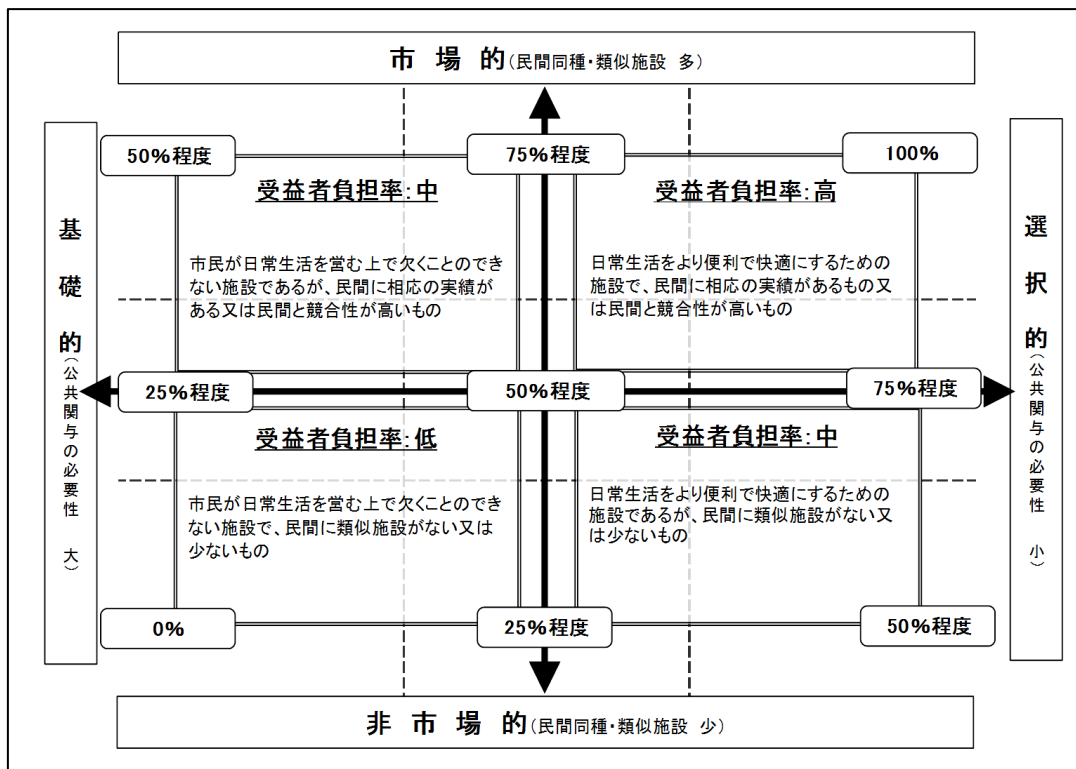 市場的(民間同種・類似施設 多)
50%程度
75%程度
100%
基礎的(公共関与の必要性 大)
選択的(公共関与の必要性 小)
受益者負担率:中
市民が日常生活を営む上で欠くことのでき
ない施設であるが、民間に相応の実績が
ある又は民間と競合性が高いもの
受益者負担率:高
日常生活をより便利で快適にするための
施設で、民間に相応の実績があるもの又
は民間と競合性が高いもの
25%程度
50%程度
75%程度
受益者負担率:低
市民が日常生活を営む上で欠くことのでき
ない施設で、民間に類似施設がない又は
少ないもの
受益者負担率:中
日常生活をより便利で快適にするための
施設であるが、民間に類似施設がない又
は少ないもの
0%
25%程度
50%程度
非市場的(民間同種・類似施設 少)